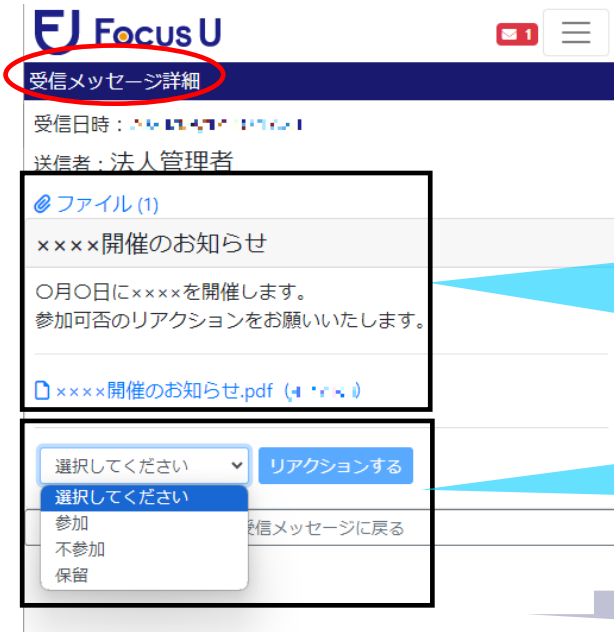 FJ Focus U
1
受信メッセージ詳細
受信日時：
送信者：法人管理者
ファイル (1)
××××開催のお知らせ
〇月〇日に××××を開催します。
参加可否のリアクションをお願いいたします。
××××開催のお知らせ.pdf
選択してください
リアクションする
選択してください
参加
不参加
保留
信メッセージに戻る